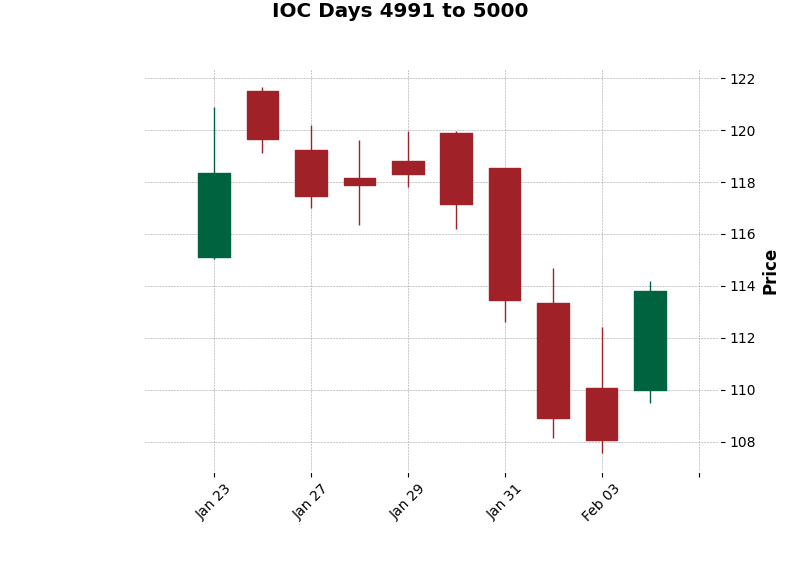 IOC Days 4991 to 5000
122
120
118
116
114
112
110
108
Price
Jan 23
Jan 27
Jan 29
Jan 31
Feb 03